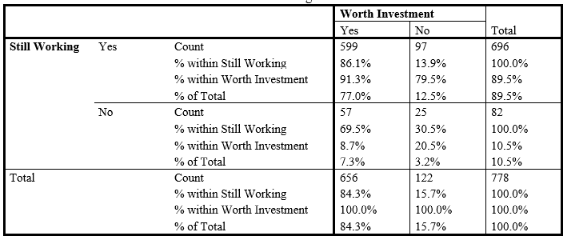 Worth Investment
Yes No Total
Still Working Yes Count 599 97 696
% within Still Working 86.1% 13.9% 100.0%
% within Worth Investment 91.3% 79.5% 89.5%
% of Total 77.0% 12.5% 89.5%
No Count 57 25 82
% within Still Working 69.5% 30.5% 100.0%
% within Worth Investment 8.7% 20.5% 10.5%
% of Total 7.3% 3.2% 10.5%
Total Count 656 122 778
% within Still Working 84.3% 15.7% 100.0%
% within Worth Investment 100.0% 100.0% 100.0%
% of Total 84.3% 15.7% 100.0%